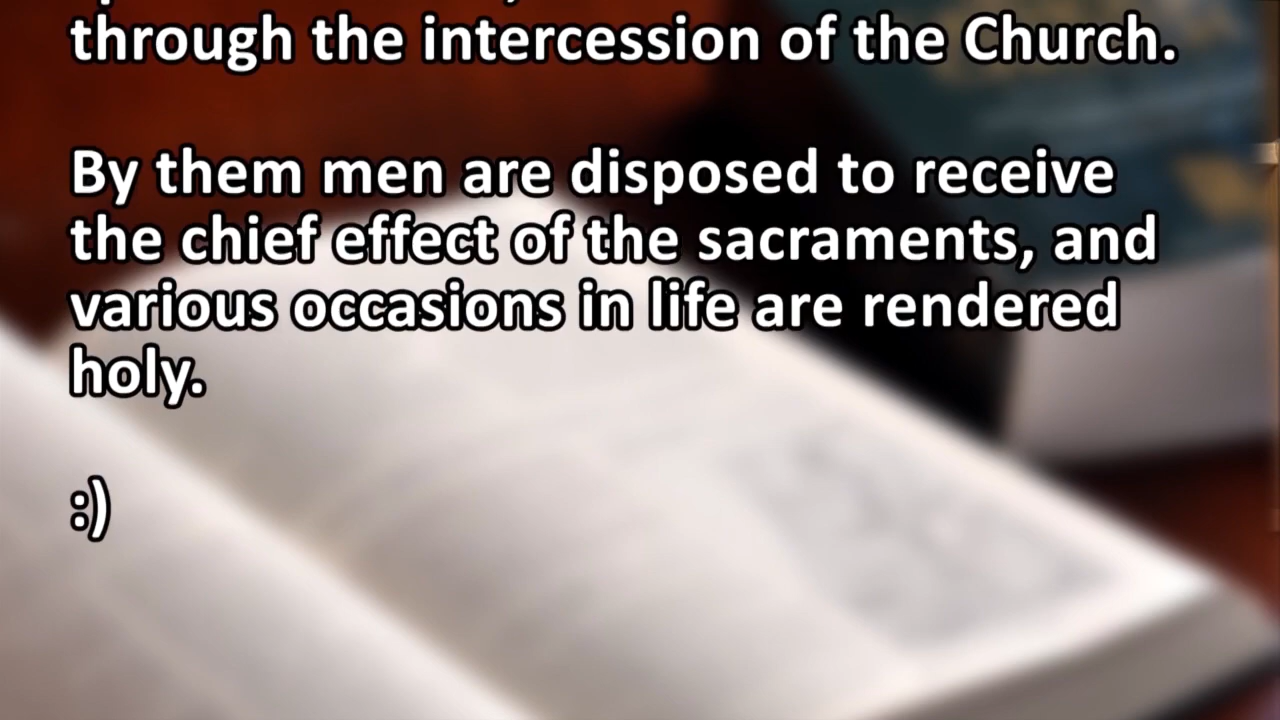 through the intercession of the Church.
By them men are disposed to receive
the chief effect of the sacraments, and
various occasions in life are rendered
holy.
:)